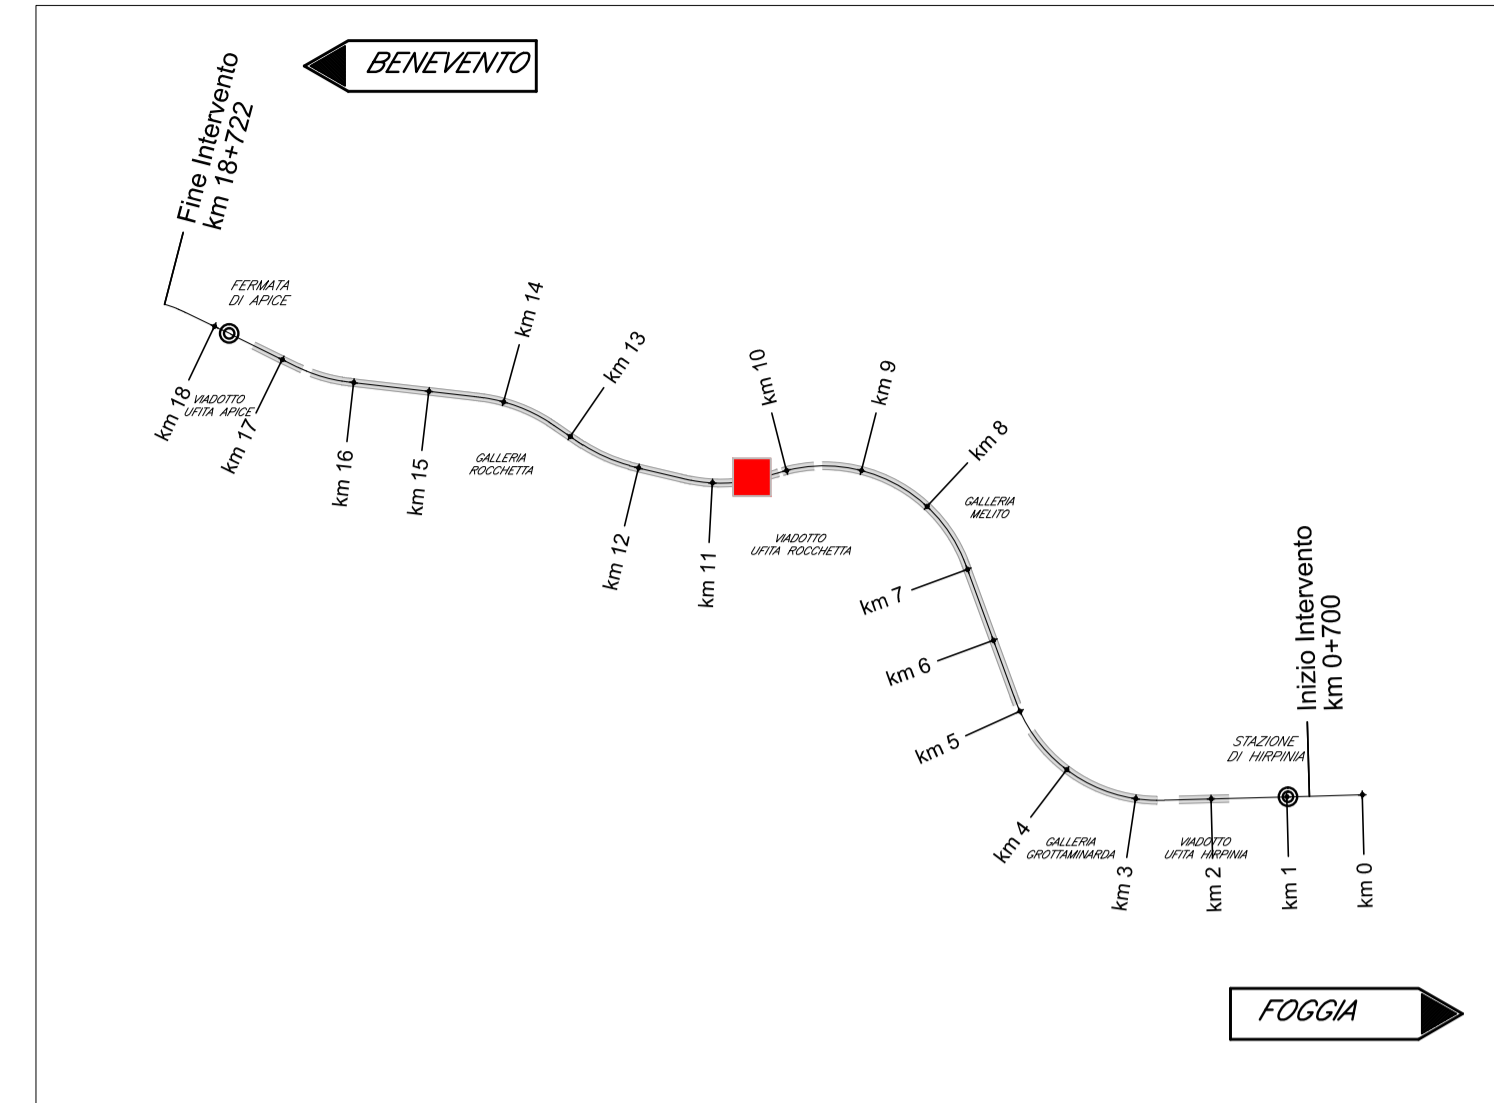 BENEVENTO
Fine Intervento
km 18+722
FERMATA
DI APICE
km 14
km 13
km 10
km 9
km 8
km 18
VIADOTTO
UFITA APICE
km 17
km 16
km 15
GALLERIA
ROCCHETTA
GALLERIA
MELITO
km 12
km 11
VIADOTTO
UFITA ROCCHETTA
km 7
km 6
km 5
Inizio Intervento
km 0+700
STAZIONE
DI HIRPINIA
km 4
GALLERIA
GROTTAMINARDA
km 3
VIADOTTO
UFITA HIRPINIA
km 2
km 1
km 0
FOGGIA